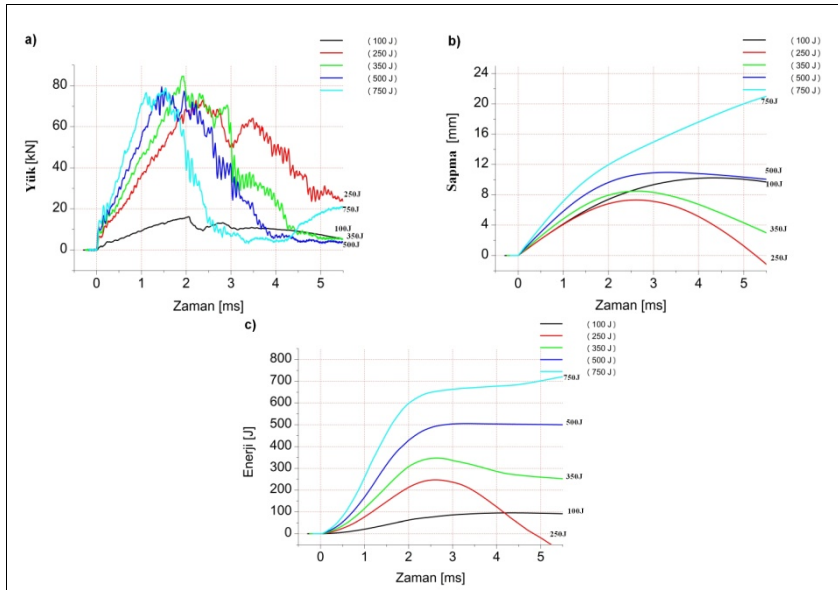 a)
( 100 J )
( 250 J )
( 350 J )
( 500 J )
( 750 J )
80
60
40
20
0
Yük [kN]
0 1 2 3 4 5
Zaman [ms]
250J
750J
100J
350J
500J
b)
( 100 J )
( 250 J )
( 350 J )
( 500 J )
( 750 J )
24
20
16
12
8
4
0
Sapma [mm]
0 1 2 3 4 5
Zaman [ms]
750J
500J
100J
350J
250J
c)
( 100 J )
( 250 J )
( 350 J )
( 500 J )
( 750 J )
800
700
600
500
400
300
200
100
0
Enerji [J]
0 1 2 3 4 5
Zaman [ms]
750J
500J
350J
100J
250J